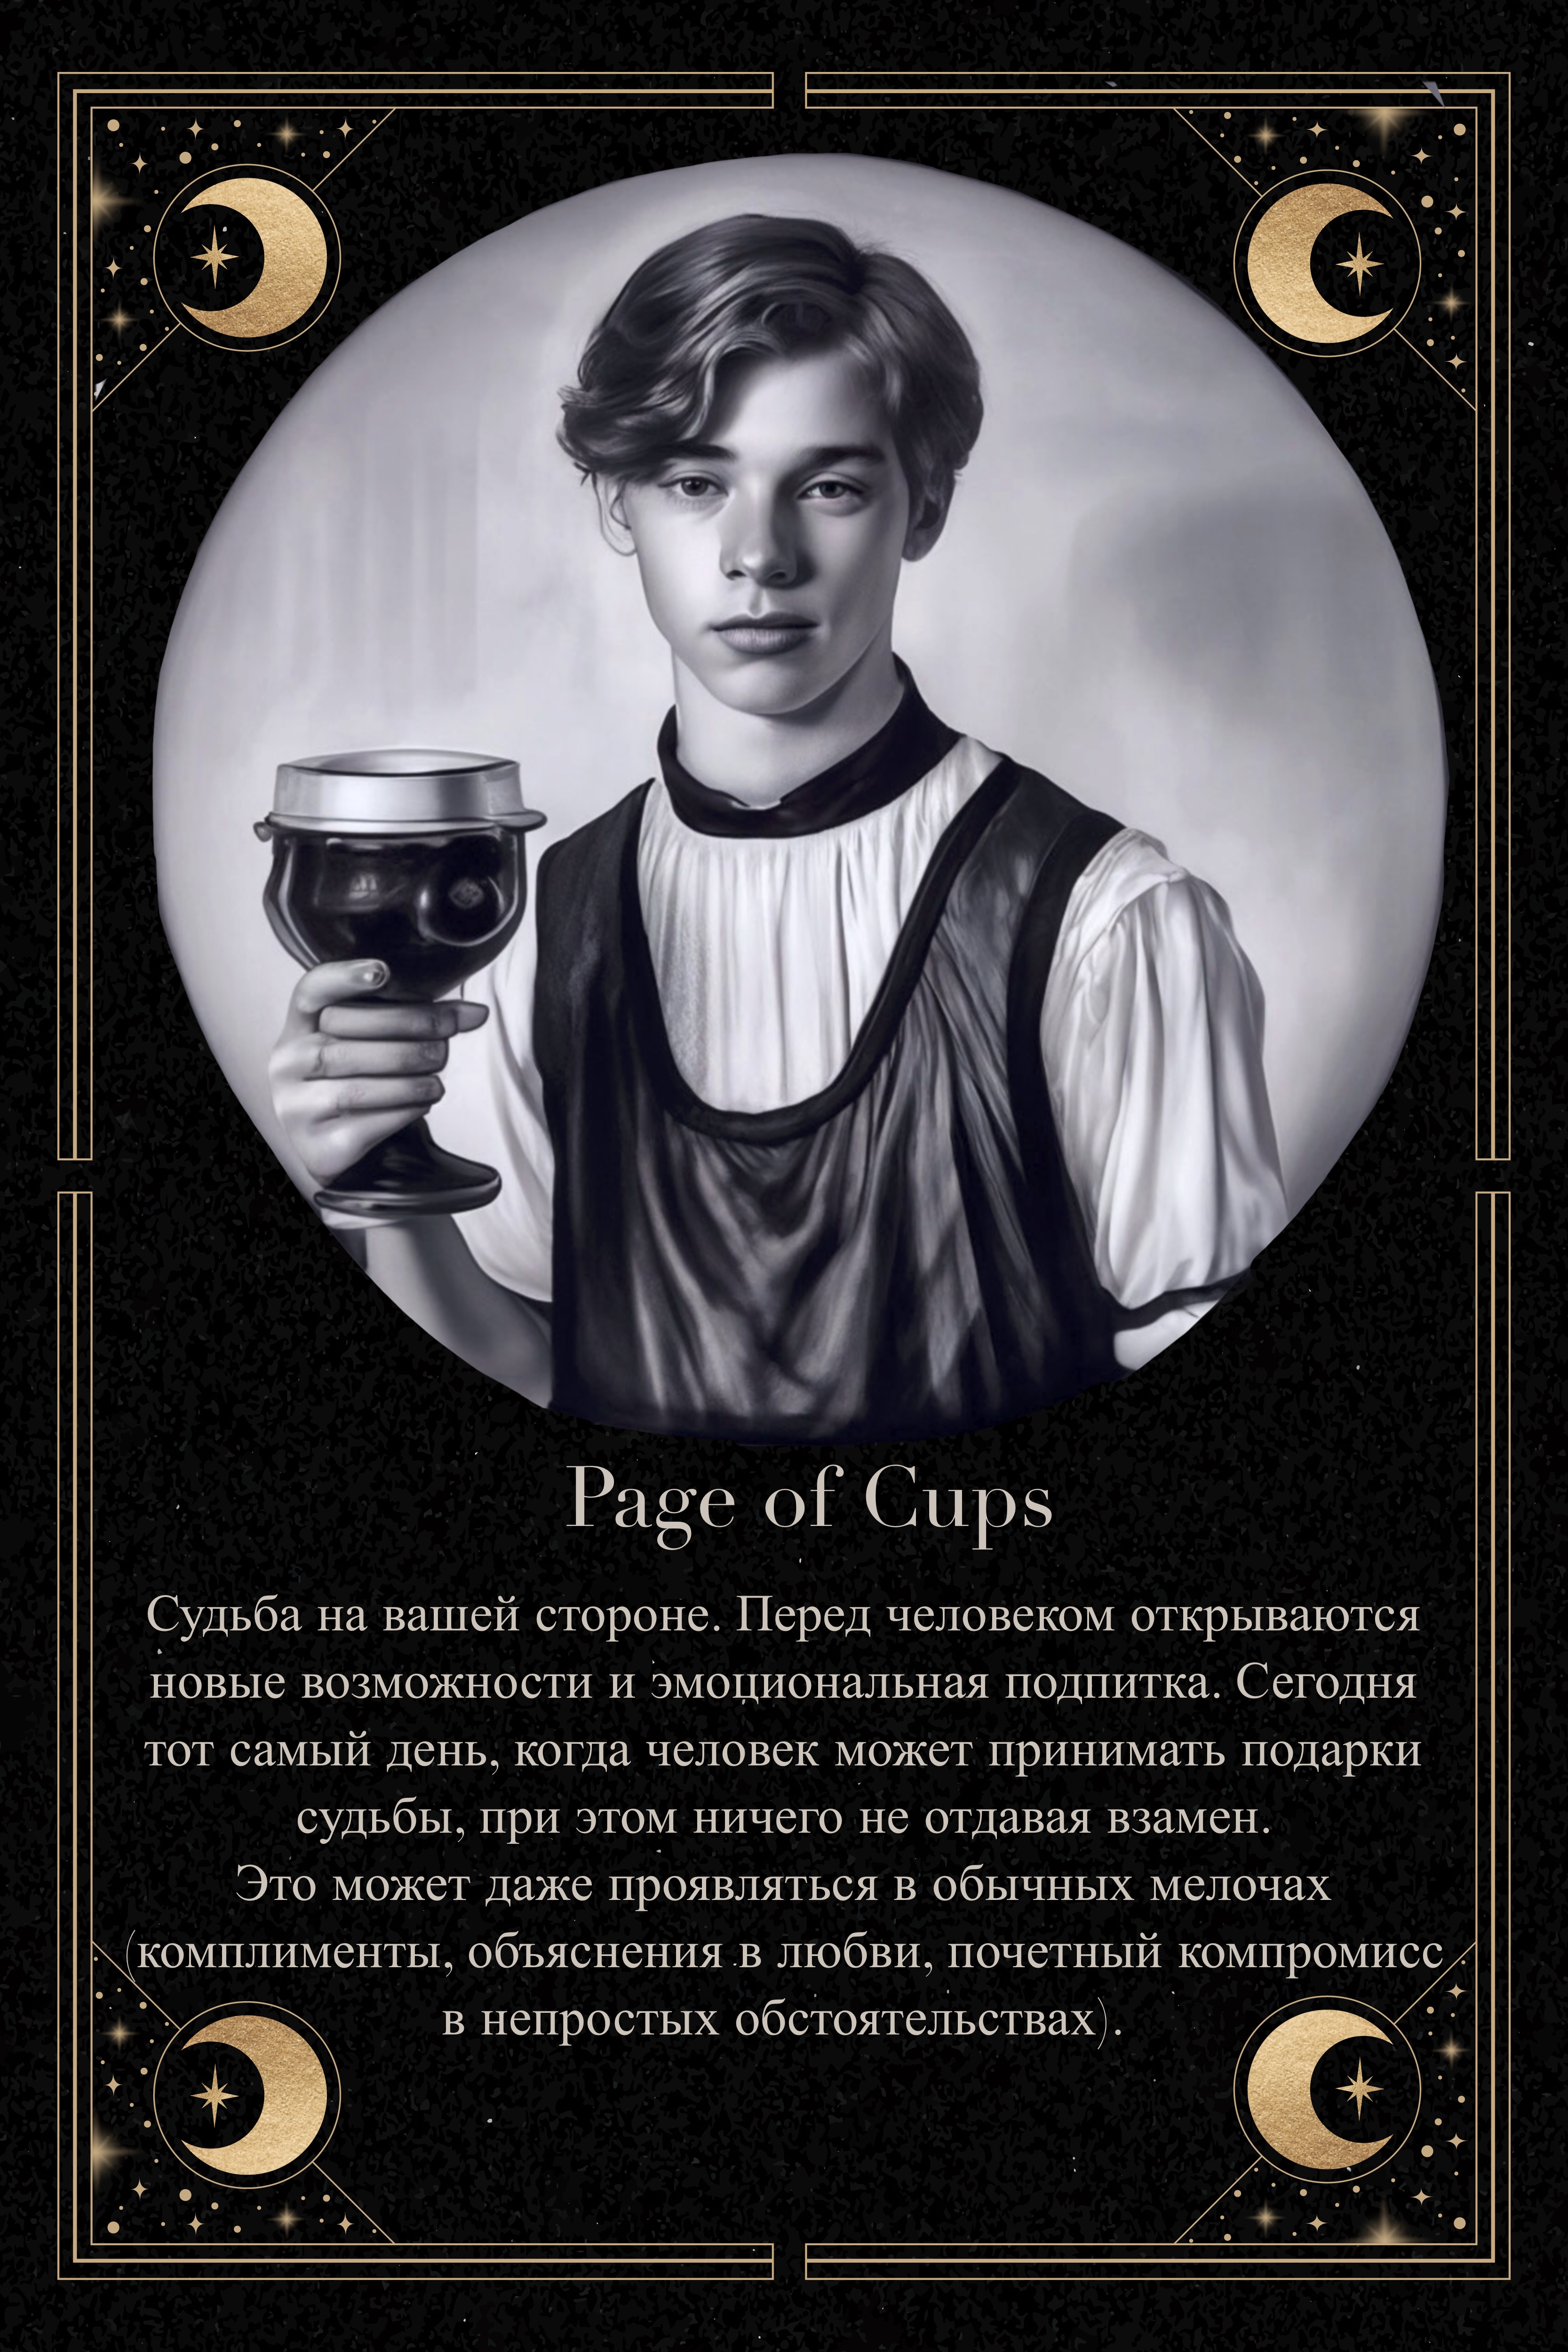 Page of Cups
Судьба на вашей стороне. Перед человеком открываются
новые возможности и эмоциональная подпитка. Сегодня
тот самый день, когда человек может принимать подарки
судьбы, при этом ничего не отдавая взамен.
Это может даже проявляться в обычных мелочах
(комплименты, объяснения в любви, почетный компромисс
в непростых обстоятельствах).